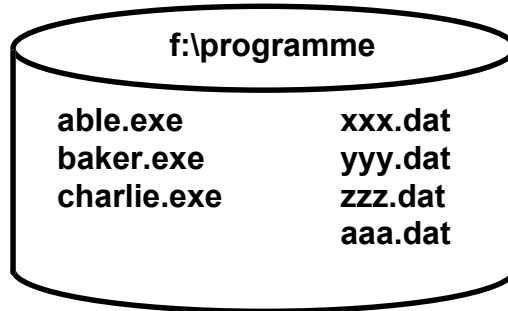 f:\programme
able.exe
baker.exe
charlie.exe
xxx.dat
yyy.dat
zzz.dat
aaa.dat